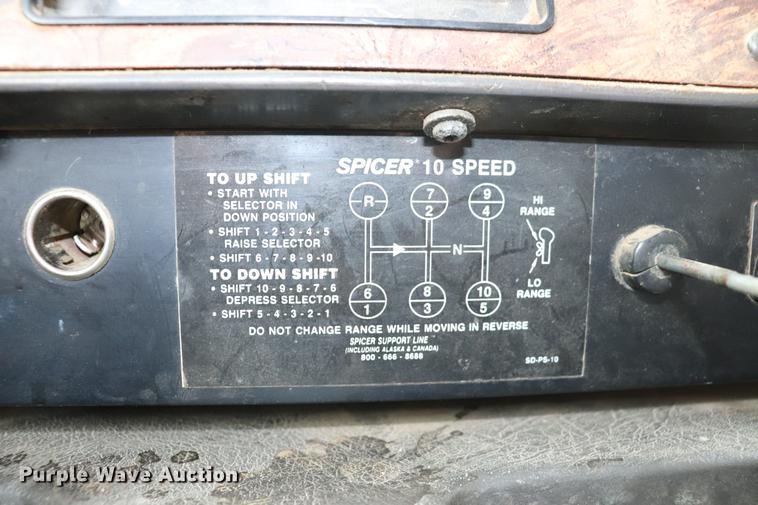 SPICER* 10 SPEED
TO UP SHIFT
• START WITH
SELECTOR IN
DOWN POSITION
• SHIFT 1 - 2 - 3 - 4 - 5
RAISE SELECTOR
• SHIFT 6 - 7 - 8 - 9 - 10
TO DOWN SHIFT
• SHIFT 10 - 9 - 8 - 7 - 6
DEPRESS SELECTOR
• SHIFT 5 - 4 - 3 - 2 - 1
R
7
2
9
4
N
6
1
8
3
10
5
HI
RANGE
LO
RANGE
DO NOT CHANGE RANGE WHILE MOVING IN REVERSE
SPICER SUPPORT LINE
(INCLUDING ALASKA & CANADA)
800 - 666 - 8688
SD-PS-10
Purple Wave Auction